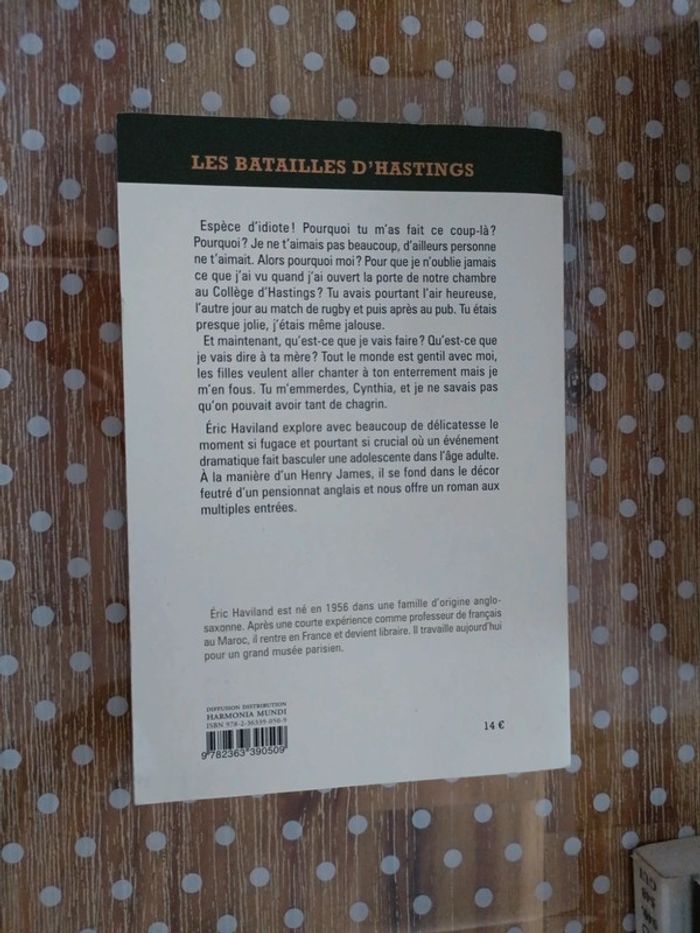 LES BATAILLES D'HASTINGS
Espèce d'idiote! Pourquoi tu m'as fait ce coup-là?
Pourquoi? Je ne t'aimais pas beaucoup, d'ailleurs personne
ne t'aimait. Alors pourquoi moi? Pour que je n'oublie jamais
ce que j'ai vu quand j'ai ouvert la porte de notre chambre
au Collège d'Hastings? Tu avais pourtant l'air heureuse,
l'autre jour au match de rugby et puis après au pub. Tu étais
presque jolie, j'étais même jalouse.
Et maintenant, qu'est-ce que je vais faire? Qu'est-ce que
je vais dire à ta mère? Tout le monde est gentil avec moi,
les filles veulent aller chanter à ton enterrement mais je
m'en fous. Tu m'emmerdes, Cynthia, et je ne savais pas
qu'on pouvait avoir tant de chagrin.
Éric Haviland explore avec beaucoup de délicatesse le
moment si fugace et pourtant si crucial où un événement
dramatique fait basculer une adolescente dans l'âge adulte.
À la manière d'un Henry James, il se fond dans le décor
feutré d'un pensionnat anglais et nous offre un roman aux
multiples entrées.
Éric Haviland est né en 1956 dans une famille d'origine anglo-
saxonne. Après une courte expérience comme professeur de français
au Maroc, il rentre en France et devient libraire. Il travaille aujourd'hui
pour un grand musée parisien.
DIFFUSION DISTRIBUTION
HARMONIA MUNDI
ISBN 978-2-36339-050-9
9 782363 390509
14 €